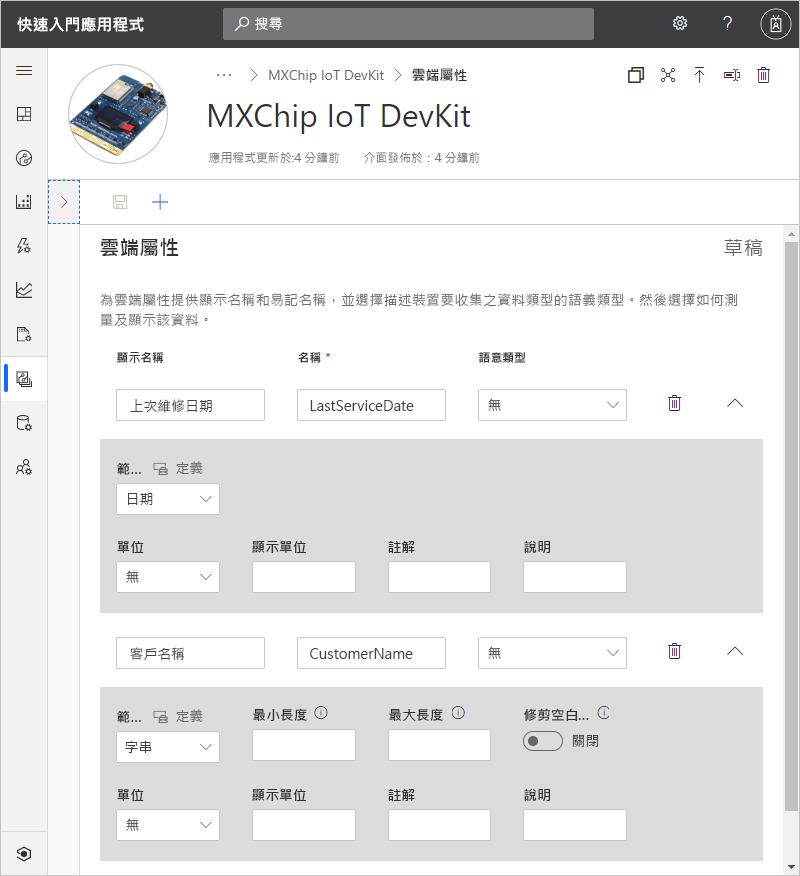 快速入門應用程式
搜尋
?
··· > MXChip IoT DevKit > 雲端屬性
MXChip IoT DevKit
應用程式更新於:4 分鐘前 介面發佈於：4 分鐘前
雲端屬性 草稿
為雲端屬性提供顯示名稱和易記名稱，並選擇描述裝置要收集之資料類型的語義類型。然後選擇如何測
量及顯示該資料。
顯示名稱 名稱 * 語意類型
上次維修日期 LastServiceDate 無
範... 定義
日期
單位 顯示單位 註解 說明
無
客戶名稱 CustomerName 無
範... 定義 最小長度 最大長度 修剪空白...
字串 關閉
單位 顯示單位 註解 說明
無